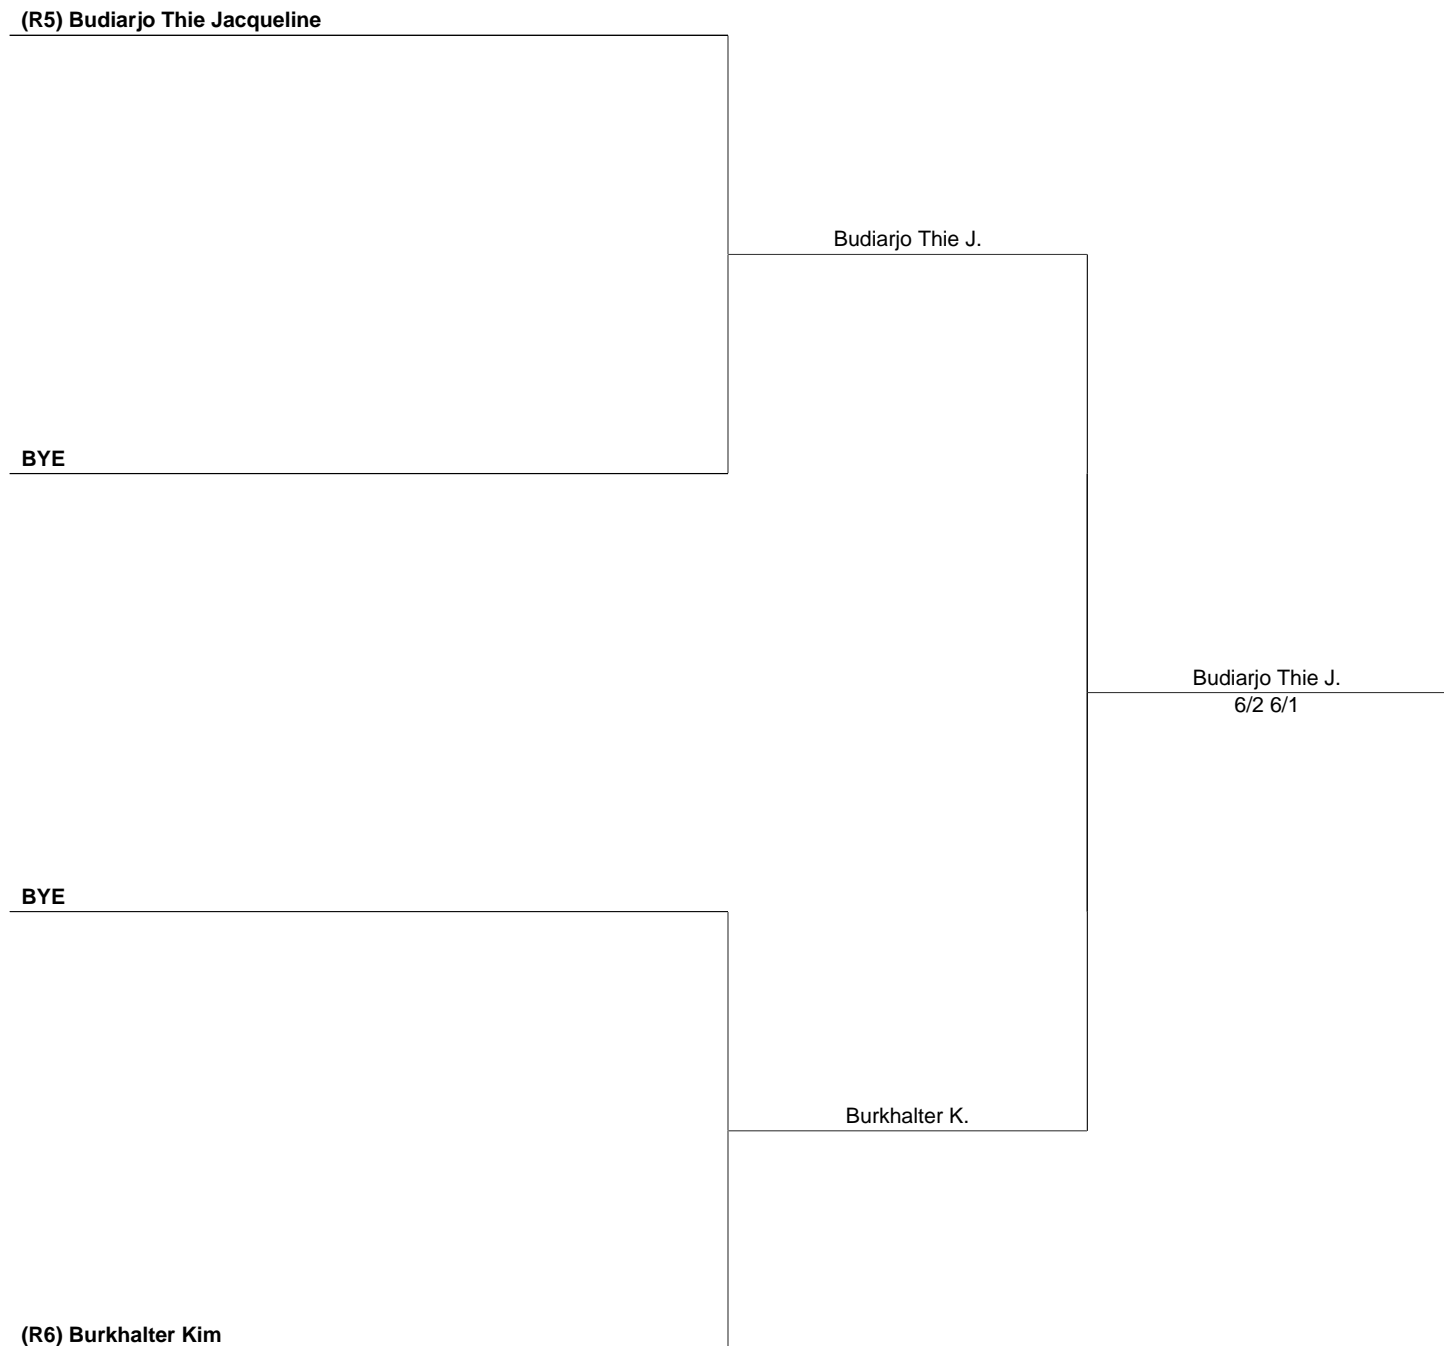 (R5) Budiarjo Thie Jacqueline
Budiarjo Thie J.
BYE
Budiarjo Thie J.
6/2 6/1
BYE
Burkhalter K.
(R6) Burkhalter Kim